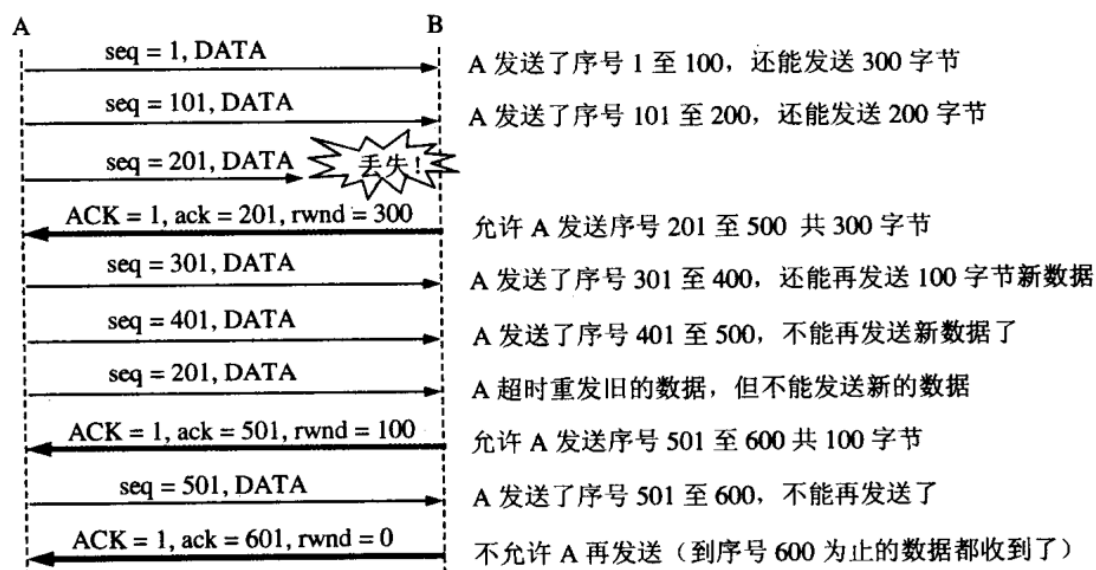 A B
seq = 1, DATA A 发送了序号 1 至 100，还能发送 300 字节
seq = 101, DATA A 发送了序号 101 至 200，还能发送 200 字节
seq = 201, DATA 丢失！
ACK = 1, ack = 201, rwnd = 300 允许 A 发送序号 201 至 500 共 300 字节
seq = 301, DATA A 发送了序号 301 至 400，还能再发送 100 字节新数据
seq = 401, DATA A 发送了序号 401 至 500，不能再发送新数据了
seq = 201, DATA A 超时重发旧的数据，但不能发送新的数据
ACK = 1, ack = 501, rwnd = 100 允许 A 发送序号 501 至 600 共 100 字节
seq = 501, DATA A 发送了序号 501 至 600，不能再发送了
ACK = 1, ack = 601, rwnd = 0 不允许 A 再发送（到序号 600 为止的数据都收到了）